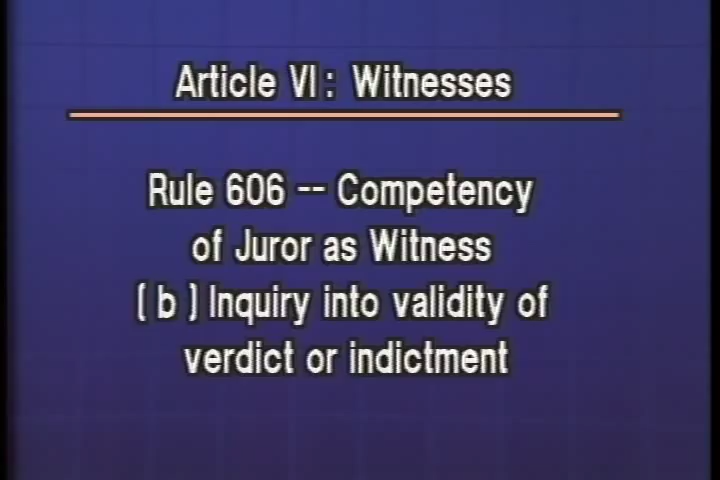 Article VI: Witnesses
Rule 606 -- Competency
of Juror as Witness
(b) Inquiry into validity of
verdict or indictment